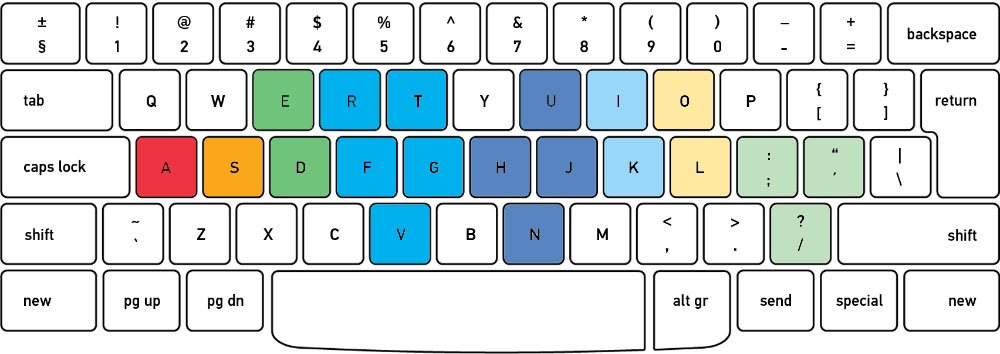 ± ! @ # $ % ^ & * ( ) – +
§ 1 2 3 4 5 6 7 8 9 0 - = backspace
tab Q W E R T Y U I O P { } return
[ ]
caps lock A S D F G H J K L : “ |
; ‘ \
shift ~ Z X C V B N M < > ? shift
` , . /
new pg up pg dn alt gr send special new